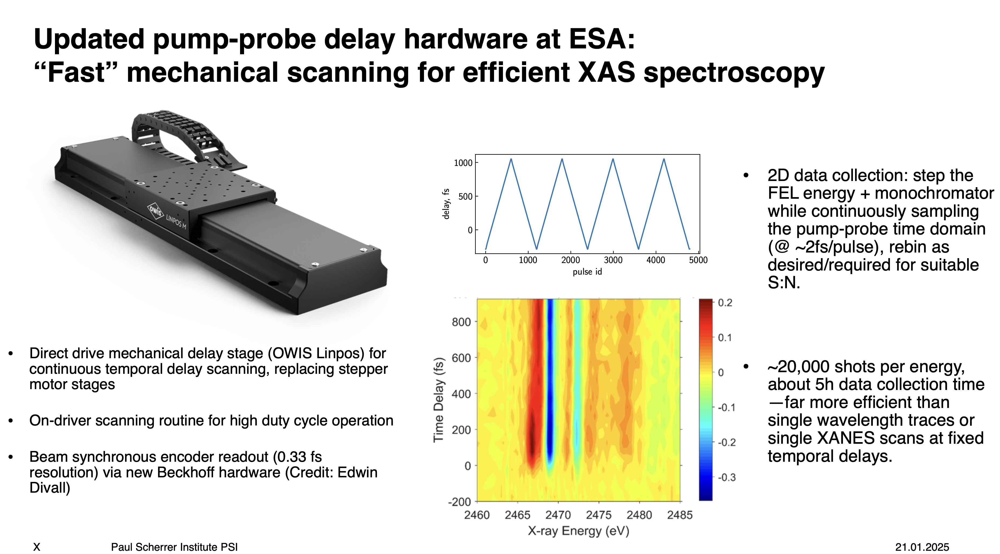 Updated pump-probe delay hardware at ESA:
“Fast” mechanical scanning for efficient XAS spectroscopy
owis
LINPOS M
• Direct drive mechanical delay stage (OWIS Linpos) for
continuous temporal delay scanning, replacing stepper
motor stages
• On-driver scanning routine for high duty cycle operation
• Beam synchronous encoder readout (0.33 fs
resolution) via new Beckhoff hardware (Credit: Edwin
Divall)
1000
500
0
delay, fs
0 1000 2000 3000 4000 5000
pulse id
800
600
400
200
0
-200
Time Delay (fs)
2460 2465 2470 2475 2480 2485
X-ray Energy (eV)
0.2
0.1
0
-0.1
-0.2
-0.3
• 2D data collection: step the
FEL energy + monochromator
while continuously sampling
the pump-probe time domain
(@ ~2fs/pulse), rebin as
desired/required for suitable
S:N.
• ~20,000 shots per energy,
about 5h data collection time
—far more efficient than
single wavelength traces or
single XANES scans at fixed
temporal delays.
X
Paul Scherrer Institute PSI
21.01.2025